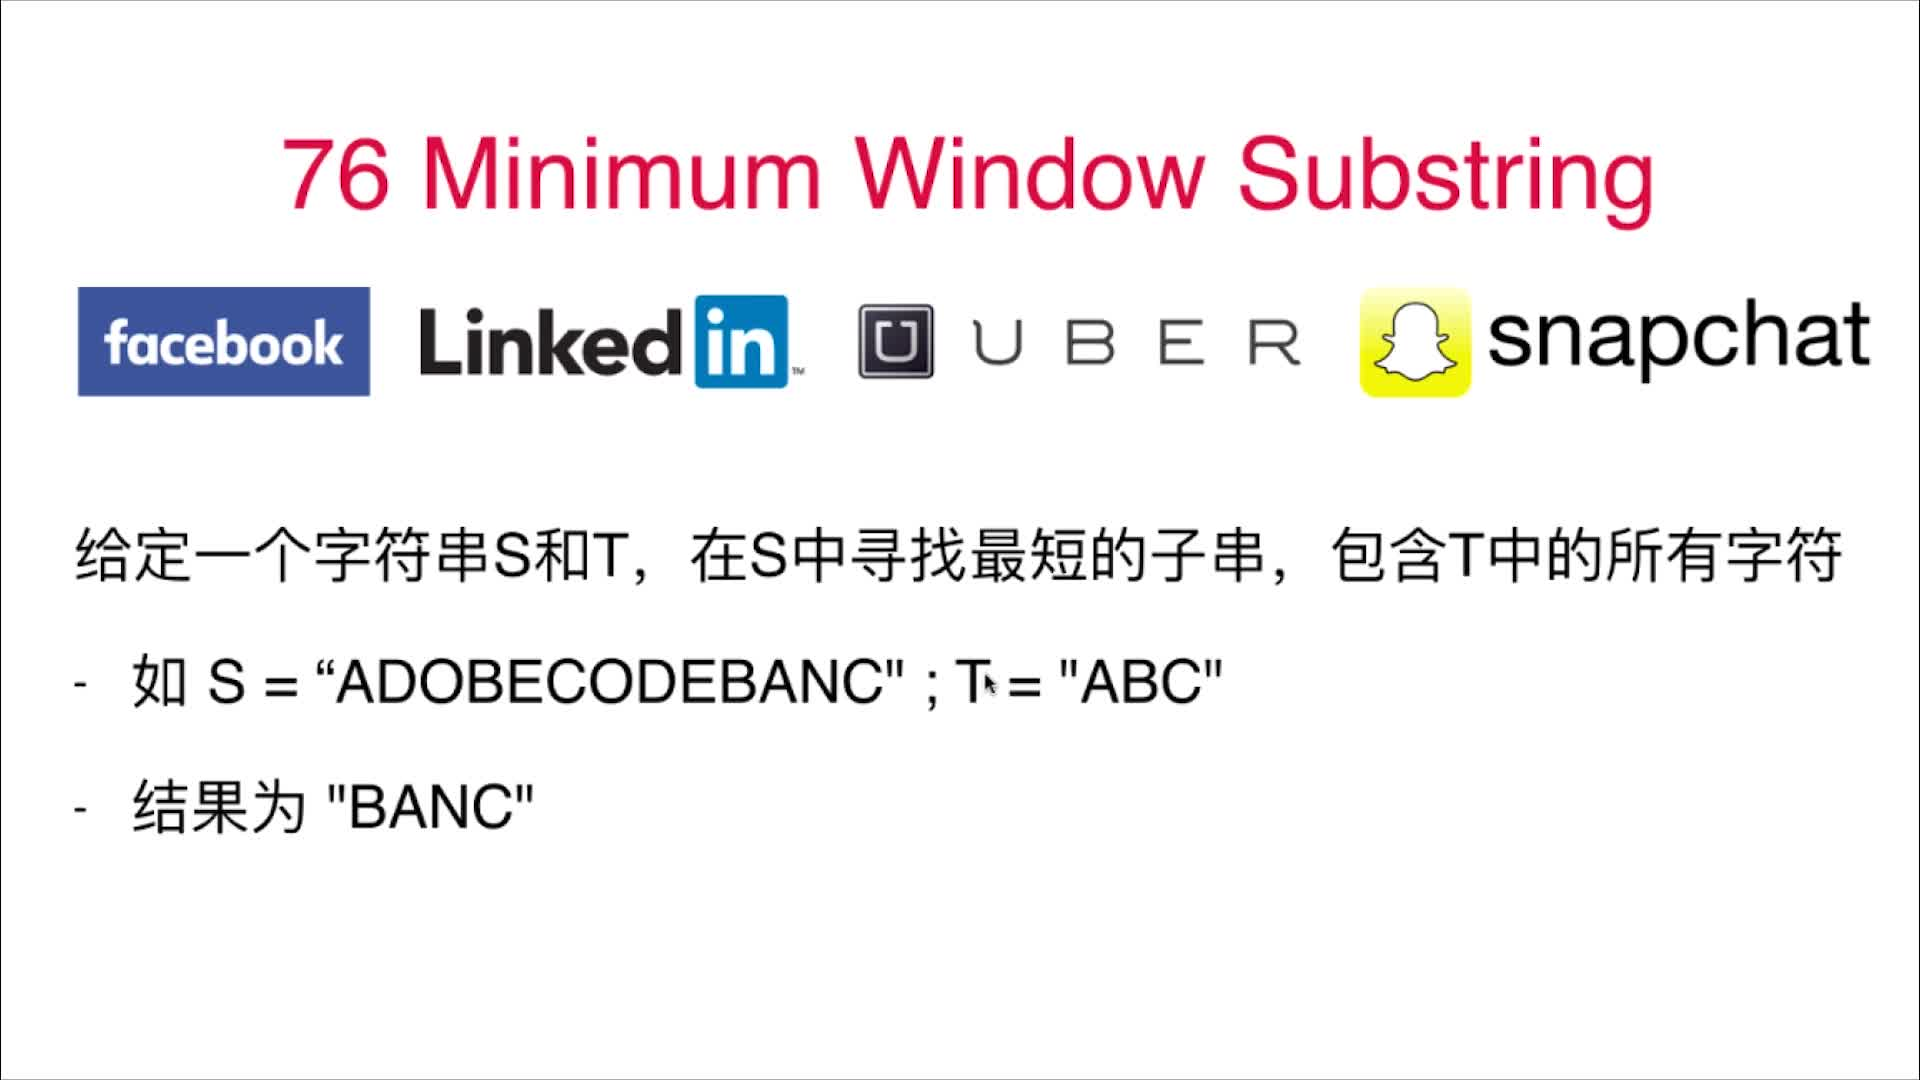 76 Minimum Window Substring
facebook Linked in ™ U UBER snapchat
给定一个字符串S和T，在S中寻找最短的子串，包含T中的所有字符
- 如 S = “ADOBECODEBANC" ; T = "ABC"
- 结果为 "BANC"